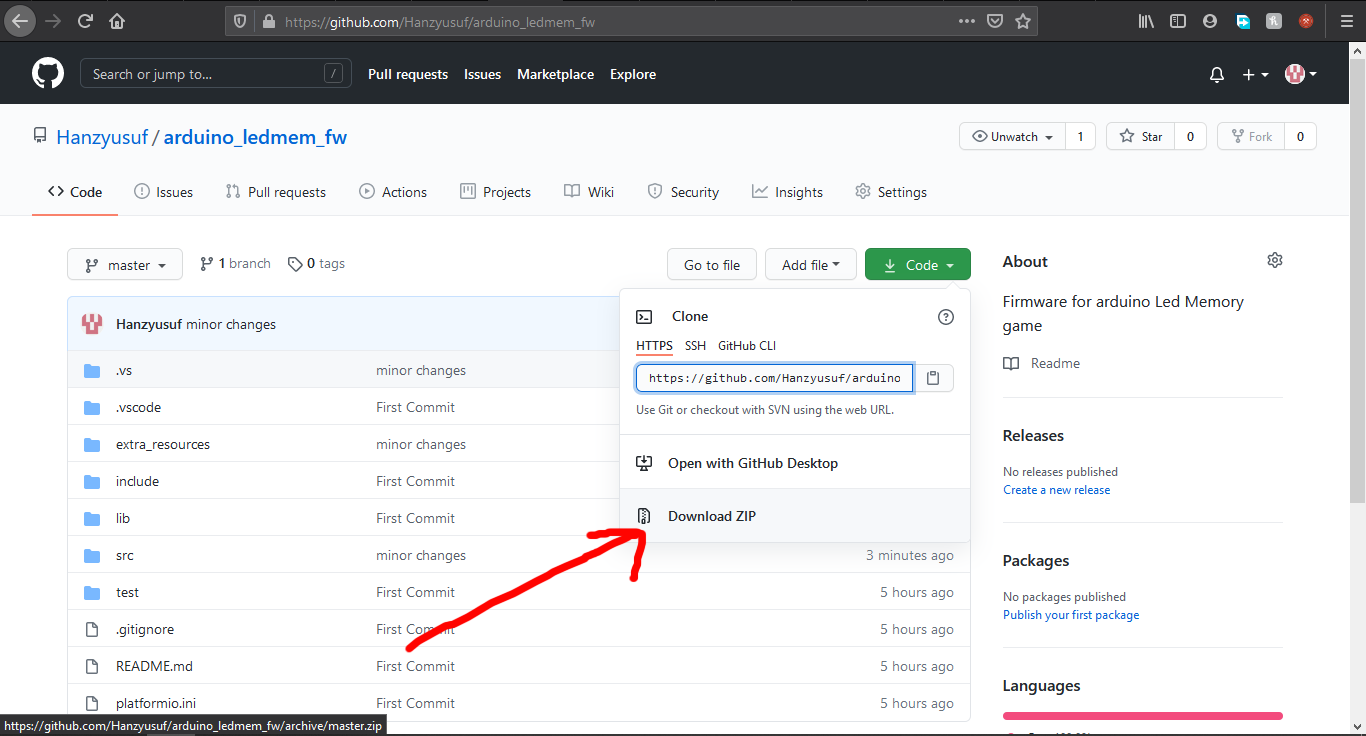 https://github.com/Hanzyusuf/arduino_ledmem_fw
Search or jump to... /
Pull requests Issues Marketplace Explore
Hanzyusuf / arduino_ledmem_fw
Unwatch 1 Star 0 Fork 0
Code Issues Pull requests Actions Projects Wiki Security Insights Settings
master 1 branch 0 tags Go to file Add file Code
Hanzyusuf minor changes
.vs minor changes
.vscode First Commit
extra_resources minor changes
include First Commit
lib First Commit
src minor changes 3 minutes ago
test First Commit 5 hours ago
.gitignore First Commit 5 hours ago
README.md First Commit 5 hours ago
platformio.ini First Commit 5 hours ago
Clone
HTTPS SSH GitHub CLI
https://github.com/Hanzyusuf/arduino
Use Git or checkout with SVN using the web URL.
Open with GitHub Desktop
Download ZIP
About
Firmware for arduino Led Memory
game
Readme
Releases
No releases published
Create a new release
Packages
No packages published
Publish your first package
Languages
https://github.com/Hanzyusuf/arduino_ledmem_fw/archive/master.zip